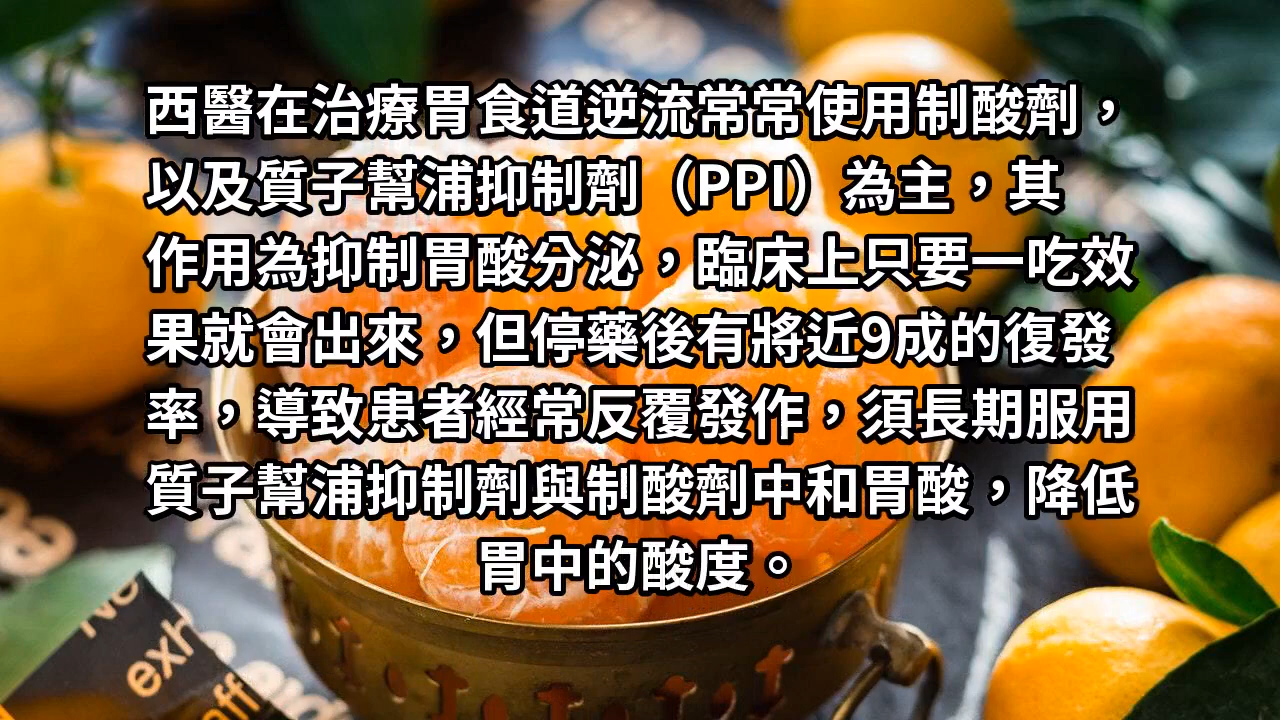 西醫在治療胃食道逆流常常使用制酸劑，
以及質子幫浦抑制劑（PPI）為主，其
作用為抑制胃酸分泌，臨床上只要一吃效
果就會出來，但停藥後有將近9成的復發
率，導致患者經常反覆發作，須長期服用
質子幫浦抑制劑與制酸劑中和胃酸，降低
胃中的酸度。
exh